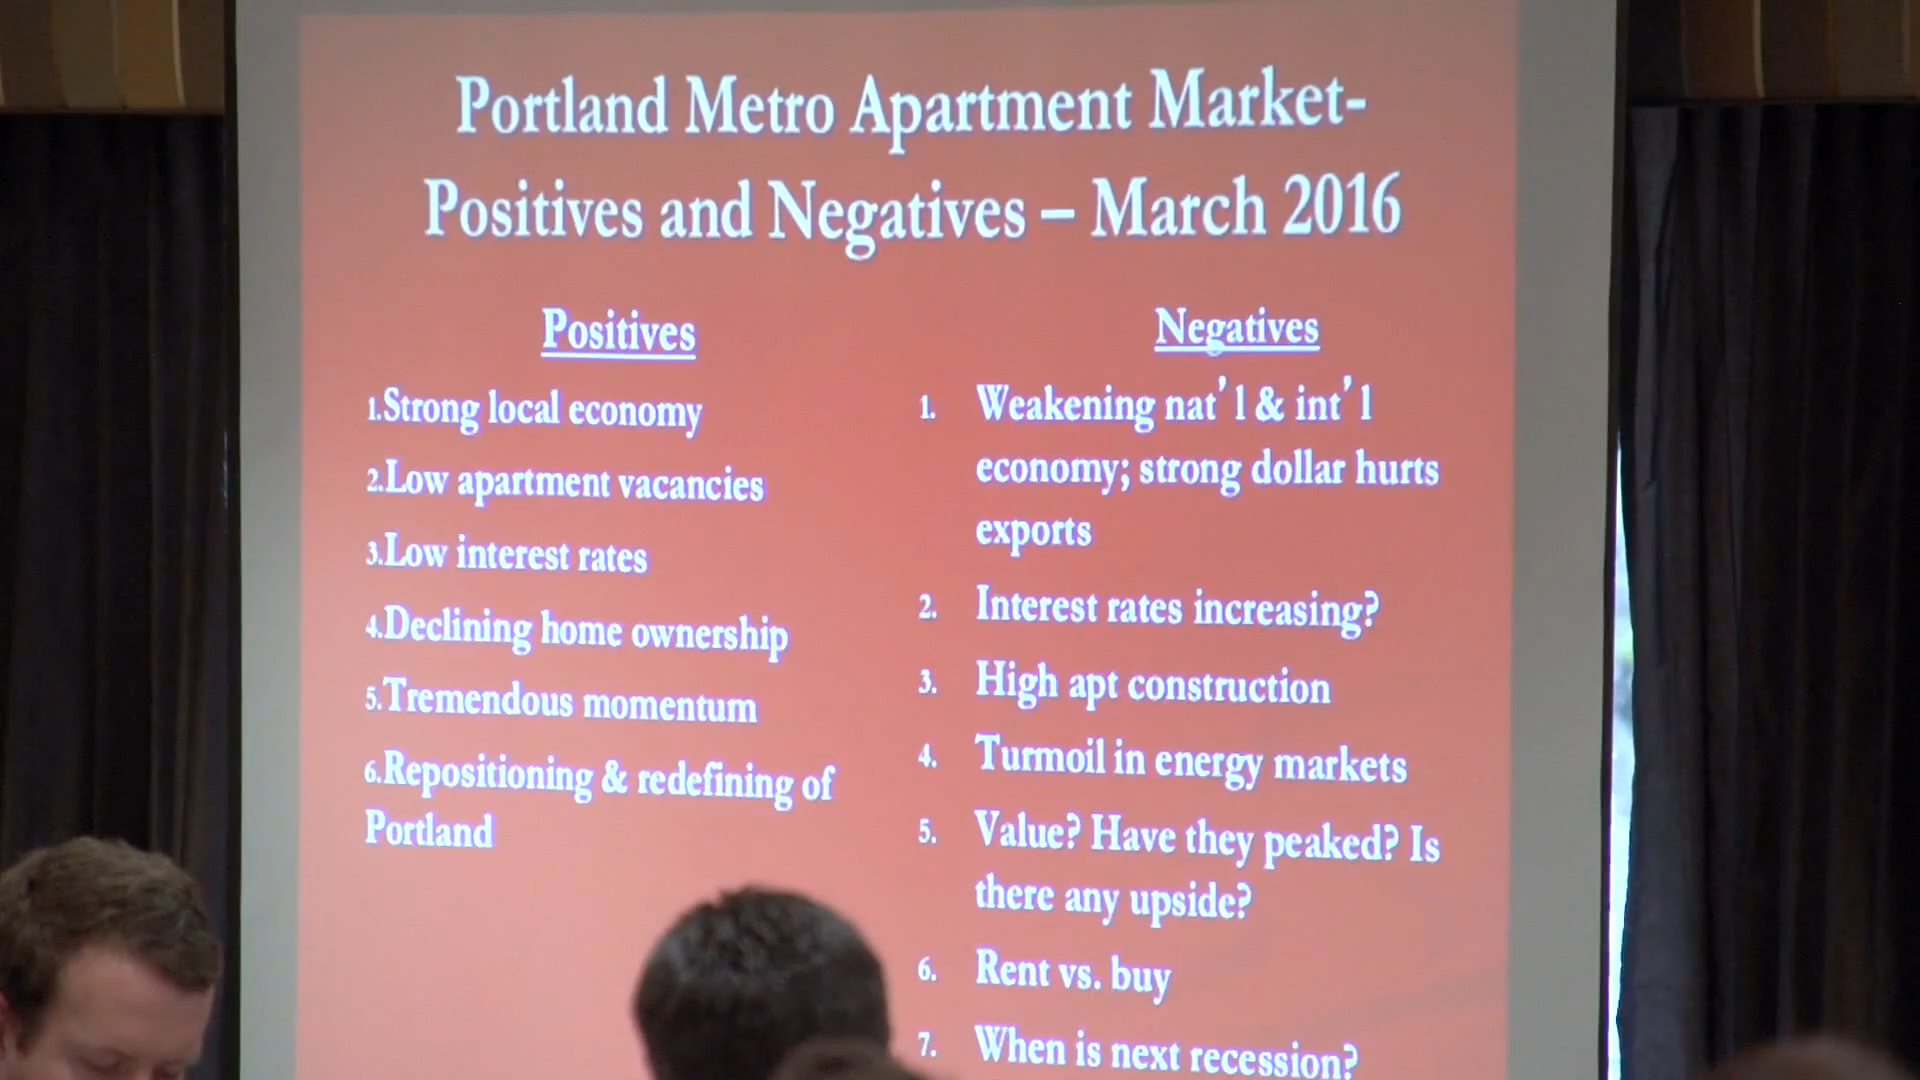 Portland Metro Apartment Market-
Positives and Negatives – March 2016
Positives
1.Strong local economy
2.Low apartment vacancies
3.Low interest rates
4.Declining home ownership
5.Tremendous momentum
6.Repositioning & redefining of
Portland
Negatives
1. Weakening nat'l & int'l
economy; strong dollar hurts
exports
2. Interest rates increasing?
3. High apt construction
4. Turmoil in energy markets
5. Value? Have they peaked? Is
there any upside?
6. Rent vs. buy
7. When is next recession?